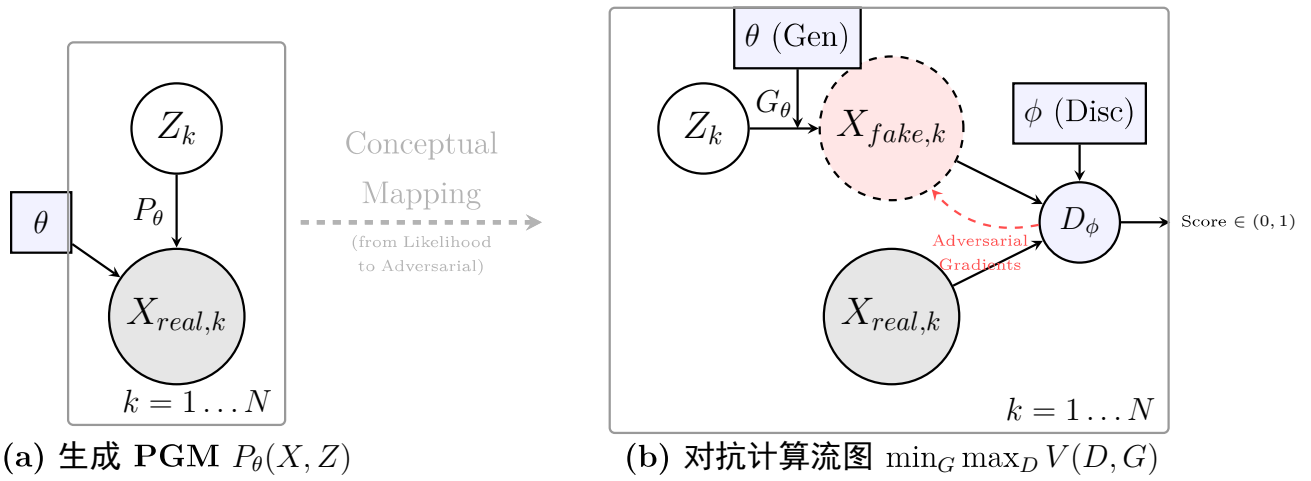 Z_k
P_θ
θ
X_{real,k}
k = 1 … N
(a) 生成 PGM P_θ(X, Z)
Conceptual
Mapping
(from Likelihood
to Adversarial)
θ (Gen)
G_θ
Z_k
X_{fake,k}
ϕ (Disc)
D_ϕ
Score ∈ (0, 1)
Adversarial
Gradients
X_{real,k}
k = 1 … N
(b) 对抗计算流图 min_G max_D V(D, G)